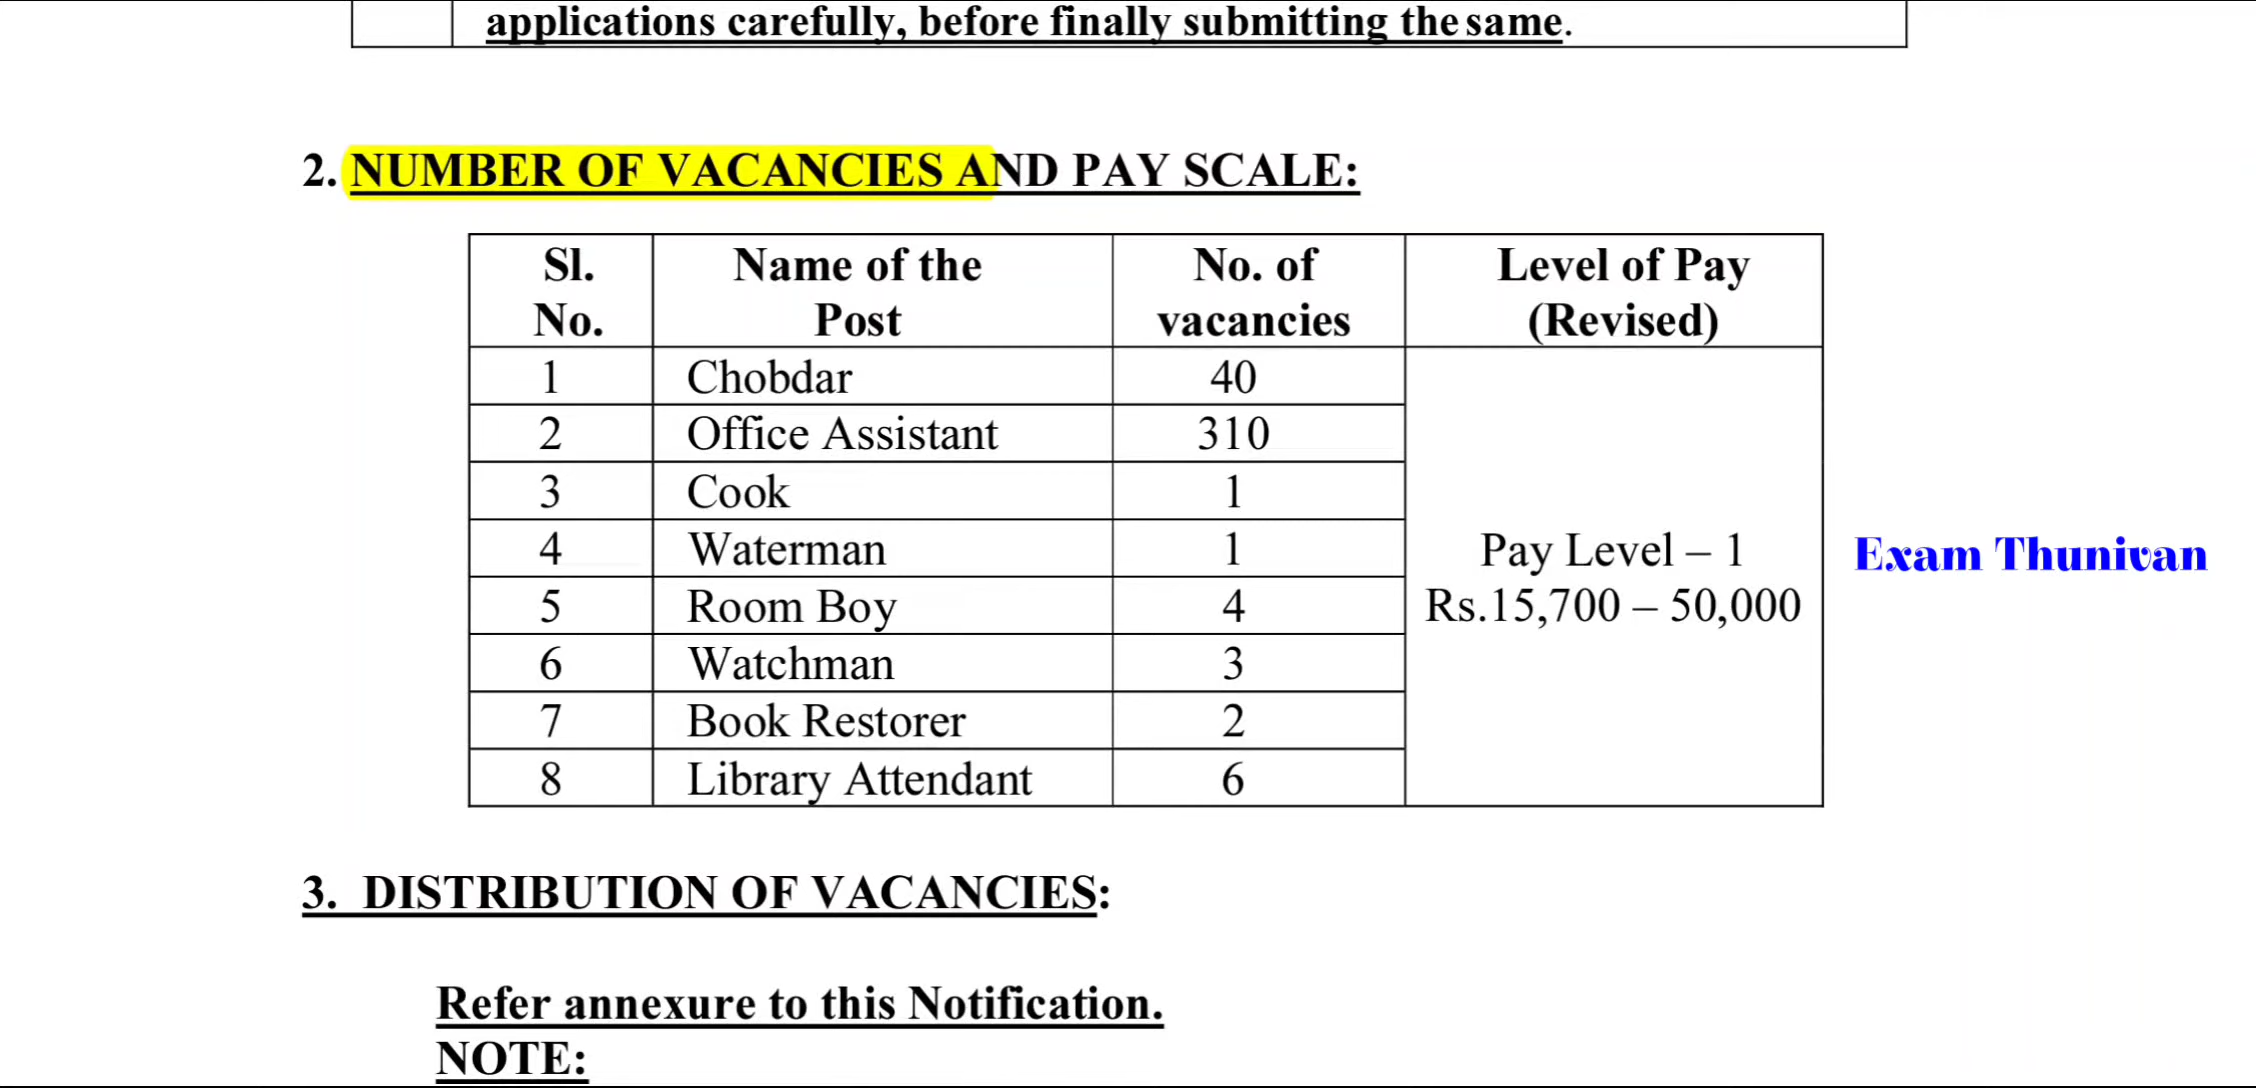 applications carefully, before finally submitting the same.
2. NUMBER OF VACANCIES AND PAY SCALE:
Sl. No. Name of the Post No. of vacancies Level of Pay (Revised)
1 Chobdar 40
2 Office Assistant 310
3 Cook 1
4 Waterman 1
5 Room Boy 4
6 Watchman 3
7 Book Restorer 2
8 Library Attendant 6
Pay Level – 1
Rs.15,700 – 50,000
Exam Thunivan
3. DISTRIBUTION OF VACANCIES:
Refer annexure to this Notification.
NOTE: